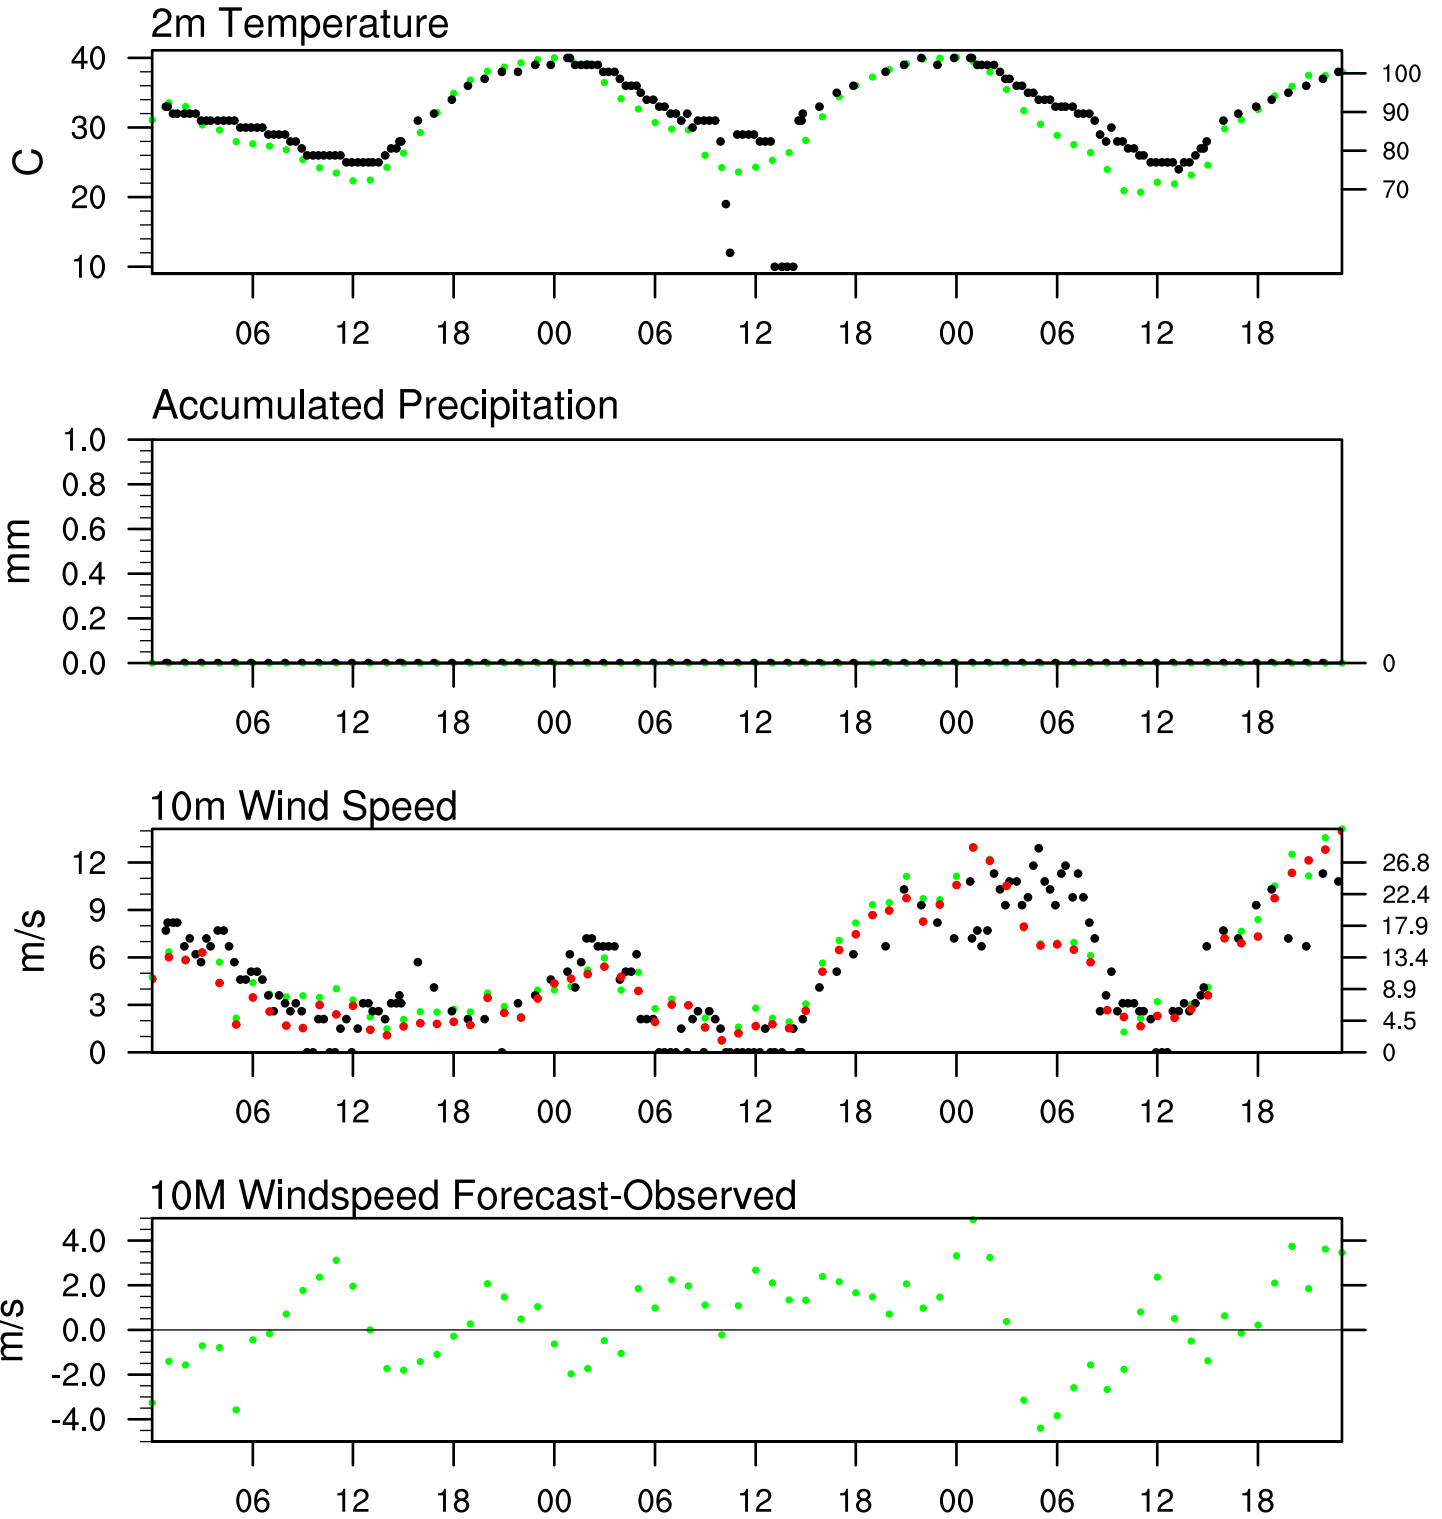 2m Temperature
40
30
20
10
C
100
90
80
70
06 12 18 00 06 12 18 00 06 12 18
Accumulated Precipitation
1.0
0.8
0.6
0.4
0.2
0.0
mm
0
06 12 18 00 06 12 18 00 06 12 18
10m Wind Speed
12
9
6
3
0
m/s
26.8
22.4
17.9
13.4
8.9
4.5
0
06 12 18 00 06 12 18 00 06 12 18
10M Windspeed Forecast-Observed
4.0
2.0
0.0
-2.0
-4.0
m/s
06 12 18 00 06 12 18 00 06 12 18